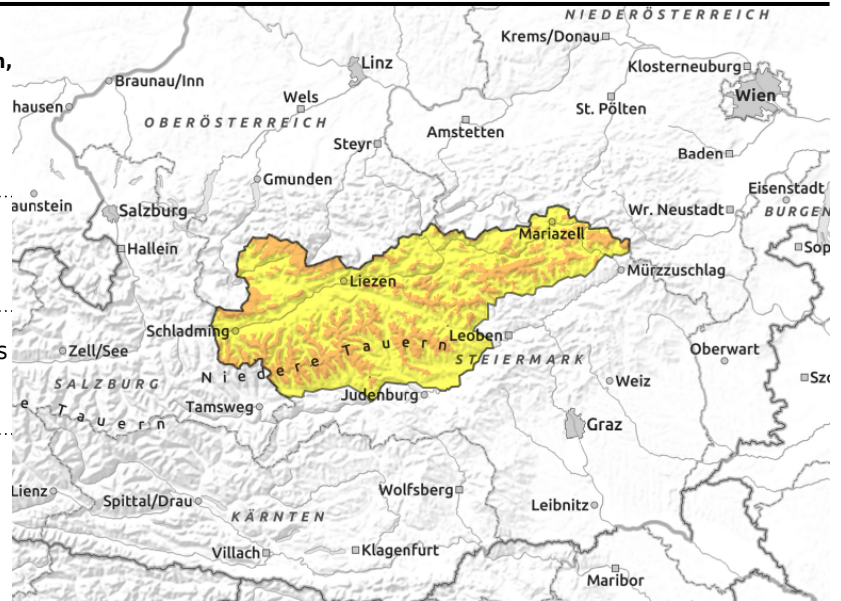 NIEDERÖSTERREICH
Krems/Donau
n,
Linz
Klosterneuburg
Braunau/Inn
Wien
Wels
hausen
St. Pölten
OBERÖSTERREICH
Amstetten
Steyr
Baden
Gmunden
Eisenstadt
aunstein
Salzburg
Wr. Neustadt
BURGEN
Mariazell
Hallein
Sop
Mürzzuschlag
Liezen
Schladming
Leoben
Zell/See
s
Niedere Tauern
STEIERMARK
Oberwart
SALZBURG
Weiz
Szo
Judenburg
Tamsweg
e Tauern
Graz
Lienz
Spittal/Drau
Wolfsberg
Leibnitz
KÄRNTEN
Villach
Klagenfurt
Maribor